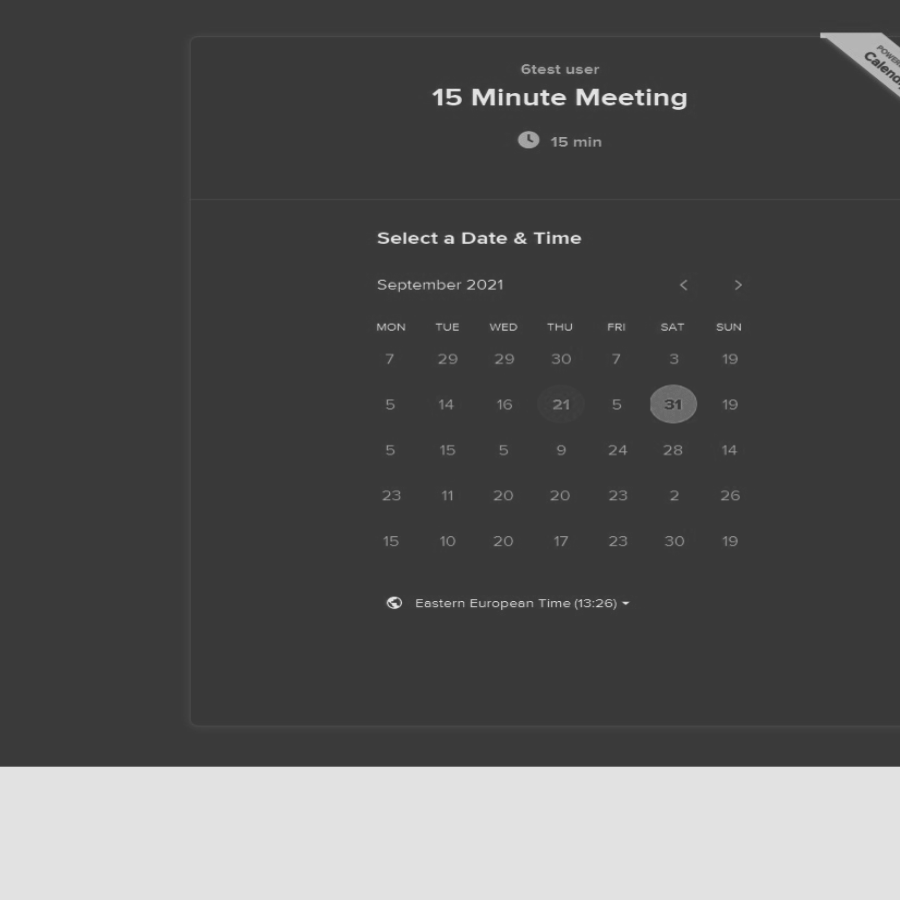 6test user
15 Minute Meeting
15 min
Select a Date & Time
September 2021
MON TUE WED THU FRI SAT SUN
7 29 29 30 7 3 19
5 14 16 21 5 31 19
5 15 5 9 24 28 14
23 11 20 20 23 2 26
15 10 20 17 23 30 19
Eastern European Time (13:26)